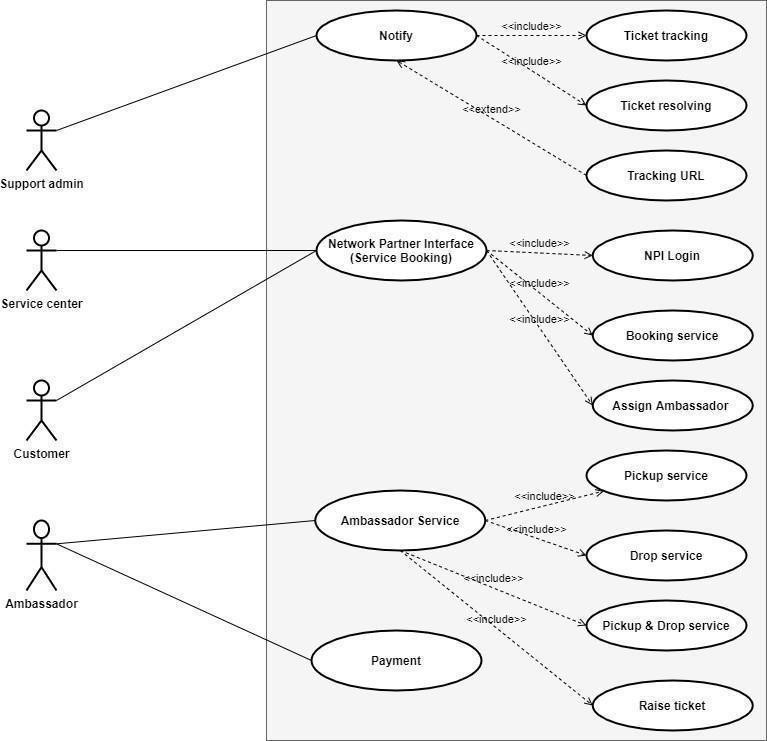 Notify
<<include>>
Ticket tracking
<<include>>
Ticket resolving
<<extend>>
Support admin
Tracking URL
Network Partner Interface
(Service Booking)
<<include>>
NPI Login
<<include>>
Service center
<<include>>
Booking service
Assign Ambassador
Customer
Pickup service
<<include>>
Ambassador Service
<<include>>
Drop service
<<include>>
Ambassador
<<include>>
Pickup & Drop service
Payment
Raise ticket